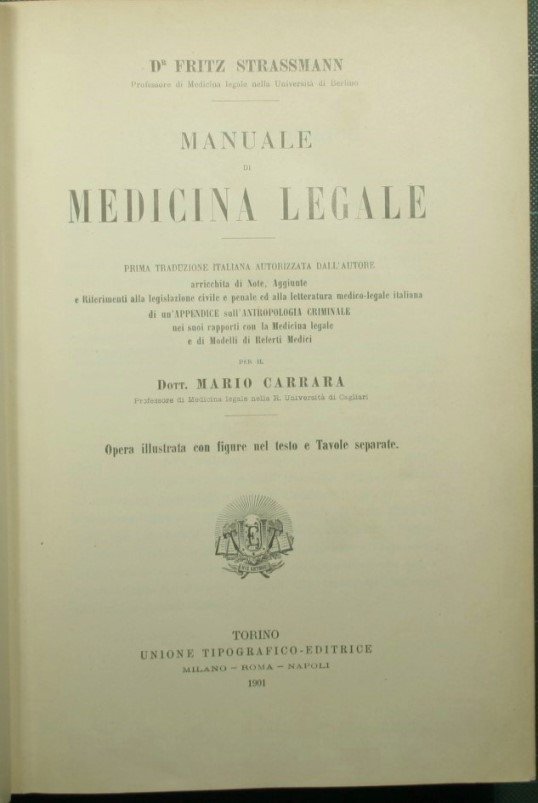 DR FRITZ STRASSMANN
Professore di Medicina legale nella Università di Berlino
MANUALE
DI
MEDICINA LEGALE
PRIMA TRADUZIONE ITALIANA AUTORIZZATA DALL'AUTORE
arricchita di Note, Aggiunte
e Riferimenti alla legislazione civile e penale ed alla letteratura medico-legale italiana
di un'APPENDICE sull'ANTROPOLOGIA CRIMINALE
nei suoi rapporti con la Medicina legale
e di Modelli di Referti Medici
PER IL
DOTT. MARIO CARRARA
Professore di Medicina legale nella R. Università di Cagliari
Opera illustrata con figure nel testo e Tavole separate.
TORINO
UNIONE TIPOGRAFICO-EDITRICE
MILANO – ROMA – NAPOLI
1901